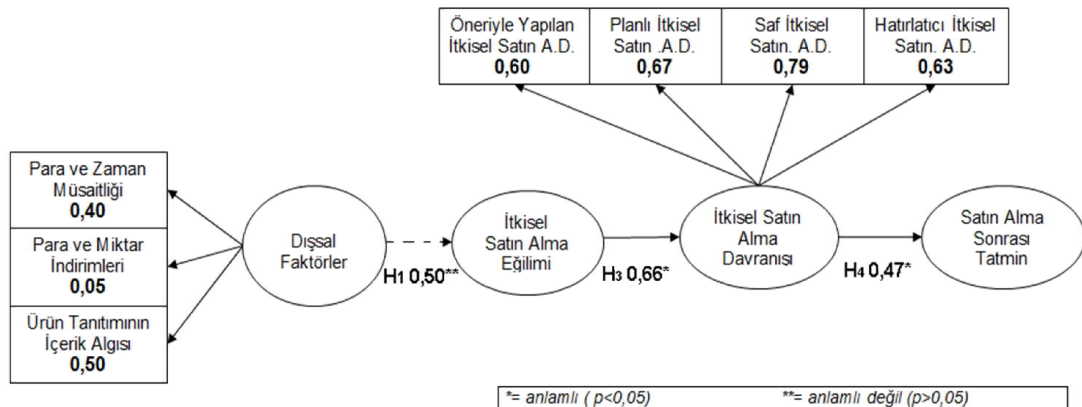 Öneriyle Yapılan
İtkisel Satın A.D.
0,60
Planlı İtkisel
Satın .A.D.
0,67
Saf İtkisel
Satın. A.D.
0,79
Hatırlatıcı İtkisel
Satın. A.D.
0,63
Para ve Zaman
Müsaitliği
0,40
Para ve Miktar
İndirimleri
0,05
Ürün Tanıtımının
İçerik Algısı
0,50
Dışsal
Faktörler
H1 0,50**
İtkisel
Satın Alma
Eğilimi
H3 0,66*
İtkisel Satın
Alma
Davranışı
H4 0,47*
Satın Alma
Sonrası
Tatmin
*= anlamlı ( p<0,05) **= anlamlı değil (p>0,05)